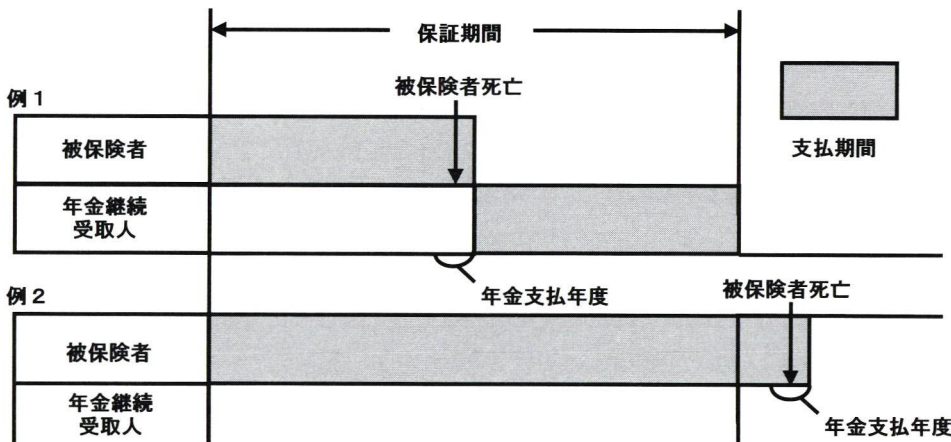 保証期間
被保険者死亡
例1
被保険者
支払期間
年金継続
受取人
年金支払年度
例2
被保険者死亡
被保険者
年金継続
受取人
年金支払年度